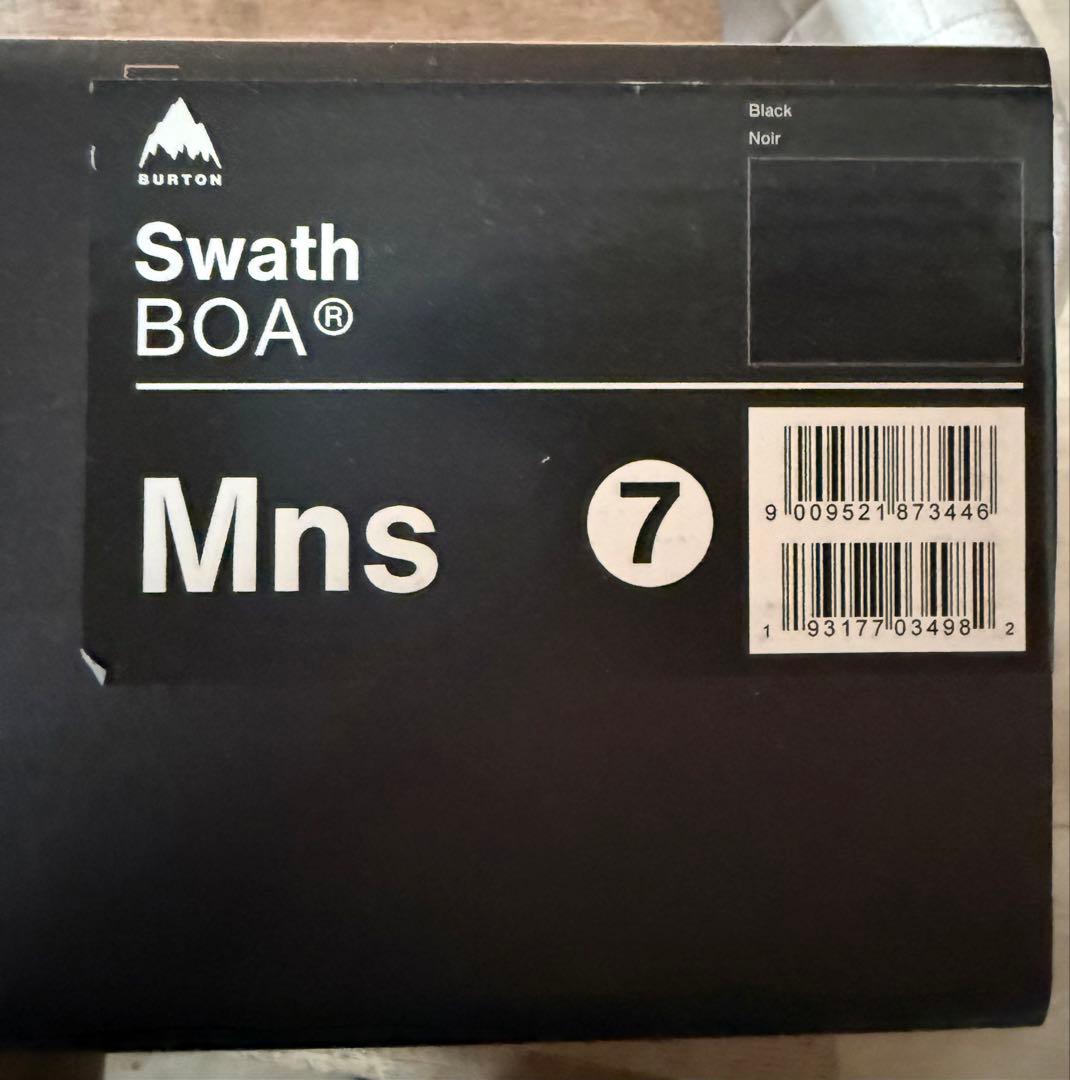 BURTON
Swath
BOA®
Black
Noir
Mns
7
9 009521 873446
1 93177 03498 2